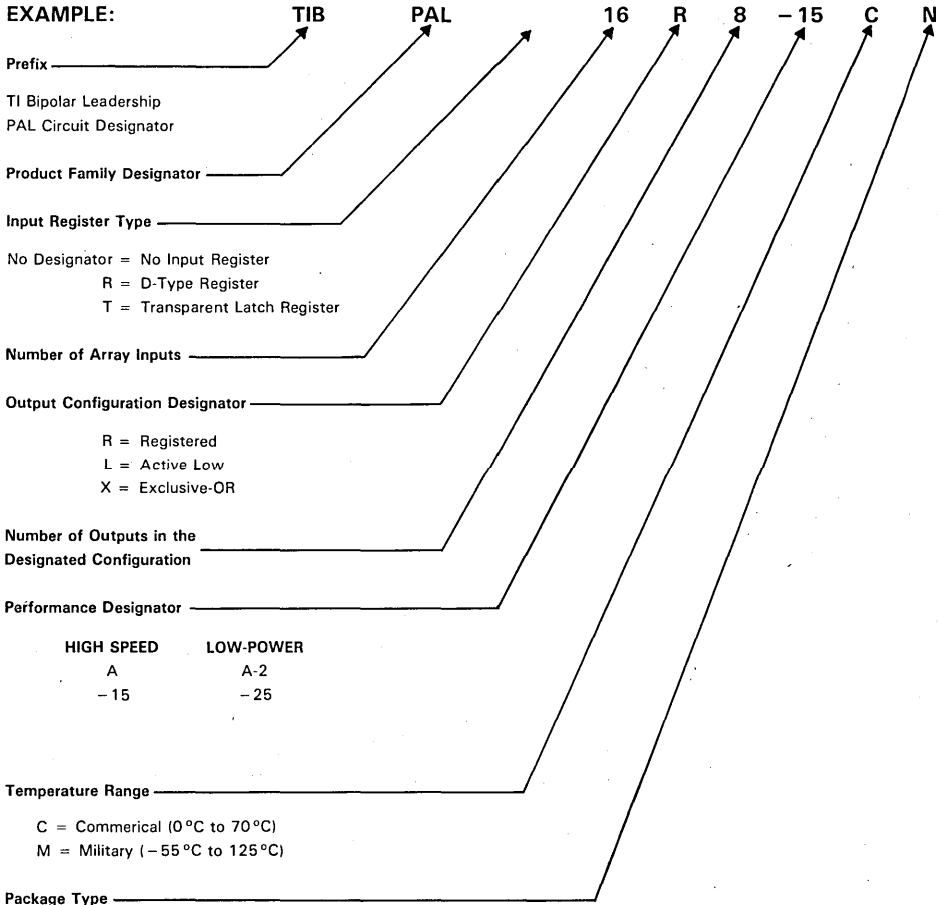 EXAMPLE: TIB PAL 16 R 8 −15 C N
Prefix
TI Bipolar Leadership
PAL Circuit Designator
Product Family Designator
Input Register Type
No Designator = No Input Register
R = D-Type Register
T = Transparent Latch Register
Number of Array Inputs
Output Configuration Designator
R = Registered
L = Active Low
X = Exclusive-OR
Number of Outputs in the
Designated Configuration
Performance Designator
HIGH SPEED LOW-POWER
A A-2
−15 −25
Temperature Range
C = Commerical (0°C to 70°C)
M = Military (−55°C to 125°C)
Package Type